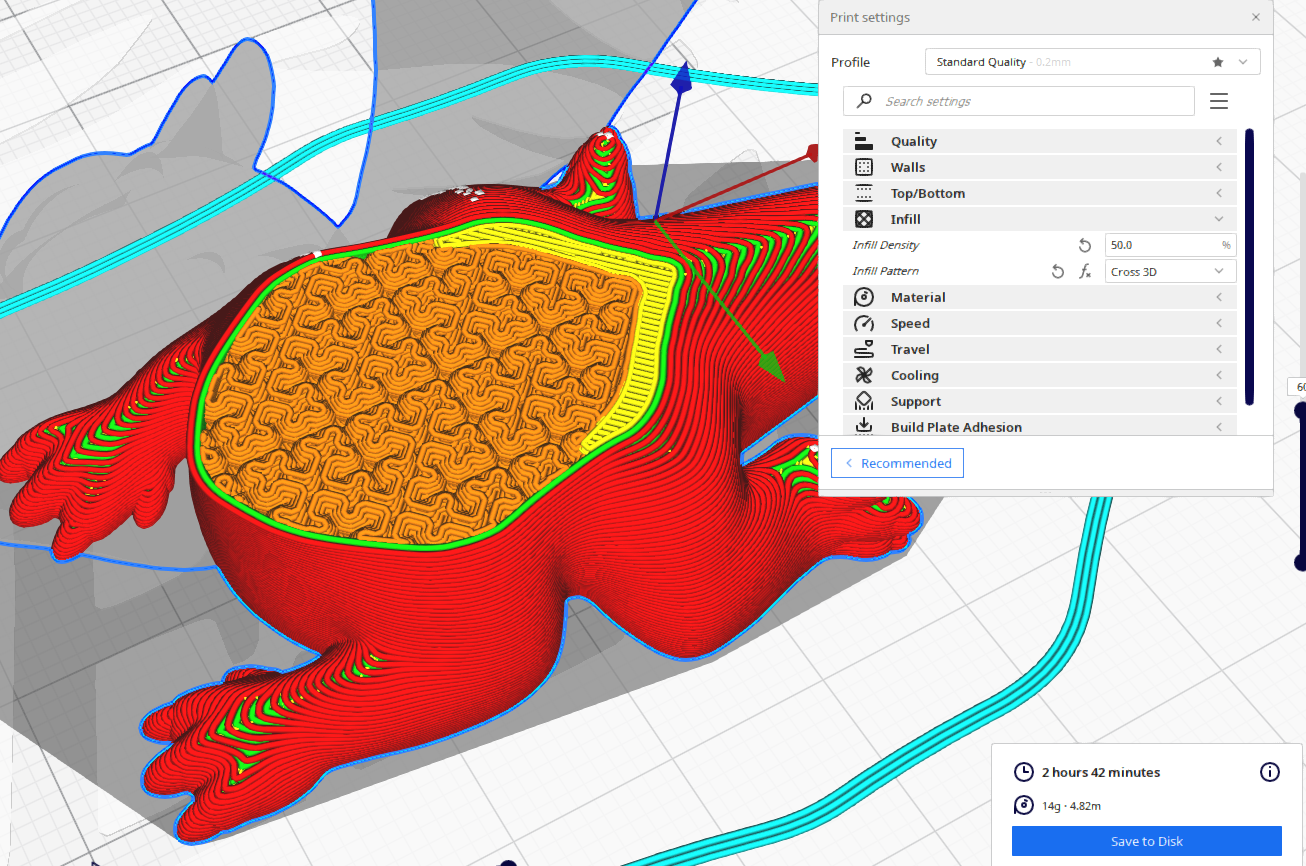 Print settings
Profile
Standard Quality - 0.2mm
Search settings
Quality
Walls
Top/Bottom
Infill
Infill Density
50.0
%
Infill Pattern
Cross 3D
Material
Speed
Travel
Cooling
Support
Build Plate Adhesion
Recommended
2 hours 42 minutes
14g · 4.82m
Save to Disk